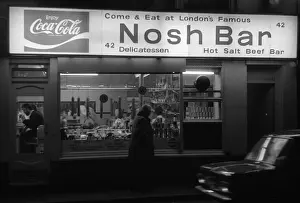 Enjoy
Coca-Cola
Come & Eat at London's Famous
42
Nosh Bar
42 Delicatessen
Hot Salt Beef Bar